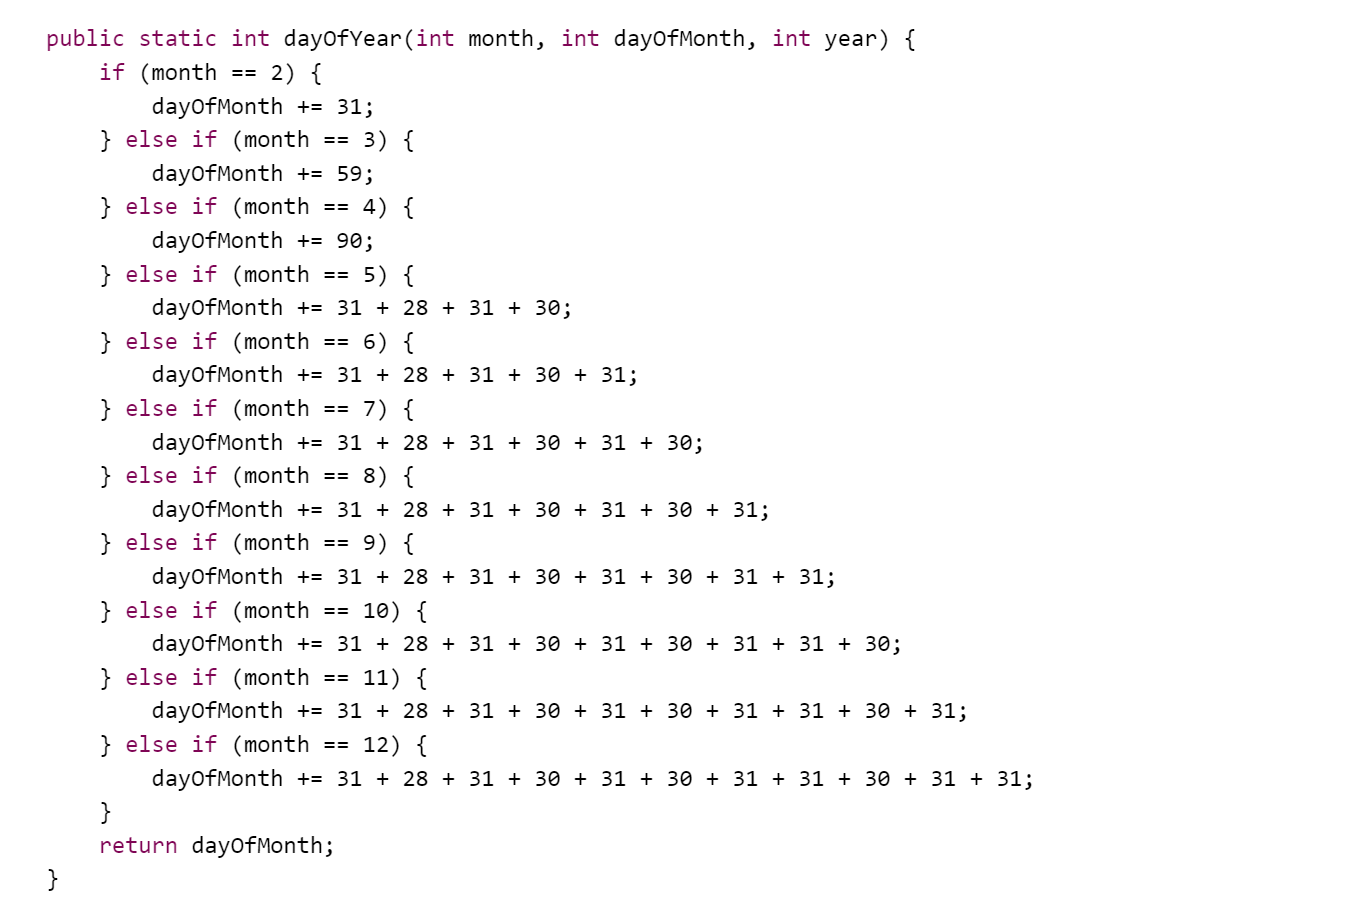 public static int dayOfYear(int month, int dayOfMonth, int year) {
    if (month == 2) {
        dayOfMonth += 31;
    } else if (month == 3) {
        dayOfMonth += 59;
    } else if (month == 4) {
        dayOfMonth += 90;
    } else if (month == 5) {
        dayOfMonth += 31 + 28 + 31 + 30;
    } else if (month == 6) {
        dayOfMonth += 31 + 28 + 31 + 30 + 31;
    } else if (month == 7) {
        dayOfMonth += 31 + 28 + 31 + 30 + 31 + 30;
    } else if (month == 8) {
        dayOfMonth += 31 + 28 + 31 + 30 + 31 + 30 + 31;
    } else if (month == 9) {
        dayOfMonth += 31 + 28 + 31 + 30 + 31 + 30 + 31 + 31;
    } else if (month == 10) {
        dayOfMonth += 31 + 28 + 31 + 30 + 31 + 30 + 31 + 31 + 30;
    } else if (month == 11) {
        dayOfMonth += 31 + 28 + 31 + 30 + 31 + 30 + 31 + 31 + 30 + 31;
    } else if (month == 12) {
        dayOfMonth += 31 + 28 + 31 + 30 + 31 + 30 + 31 + 31 + 30 + 31 + 31;
    }
    return dayOfMonth;
}